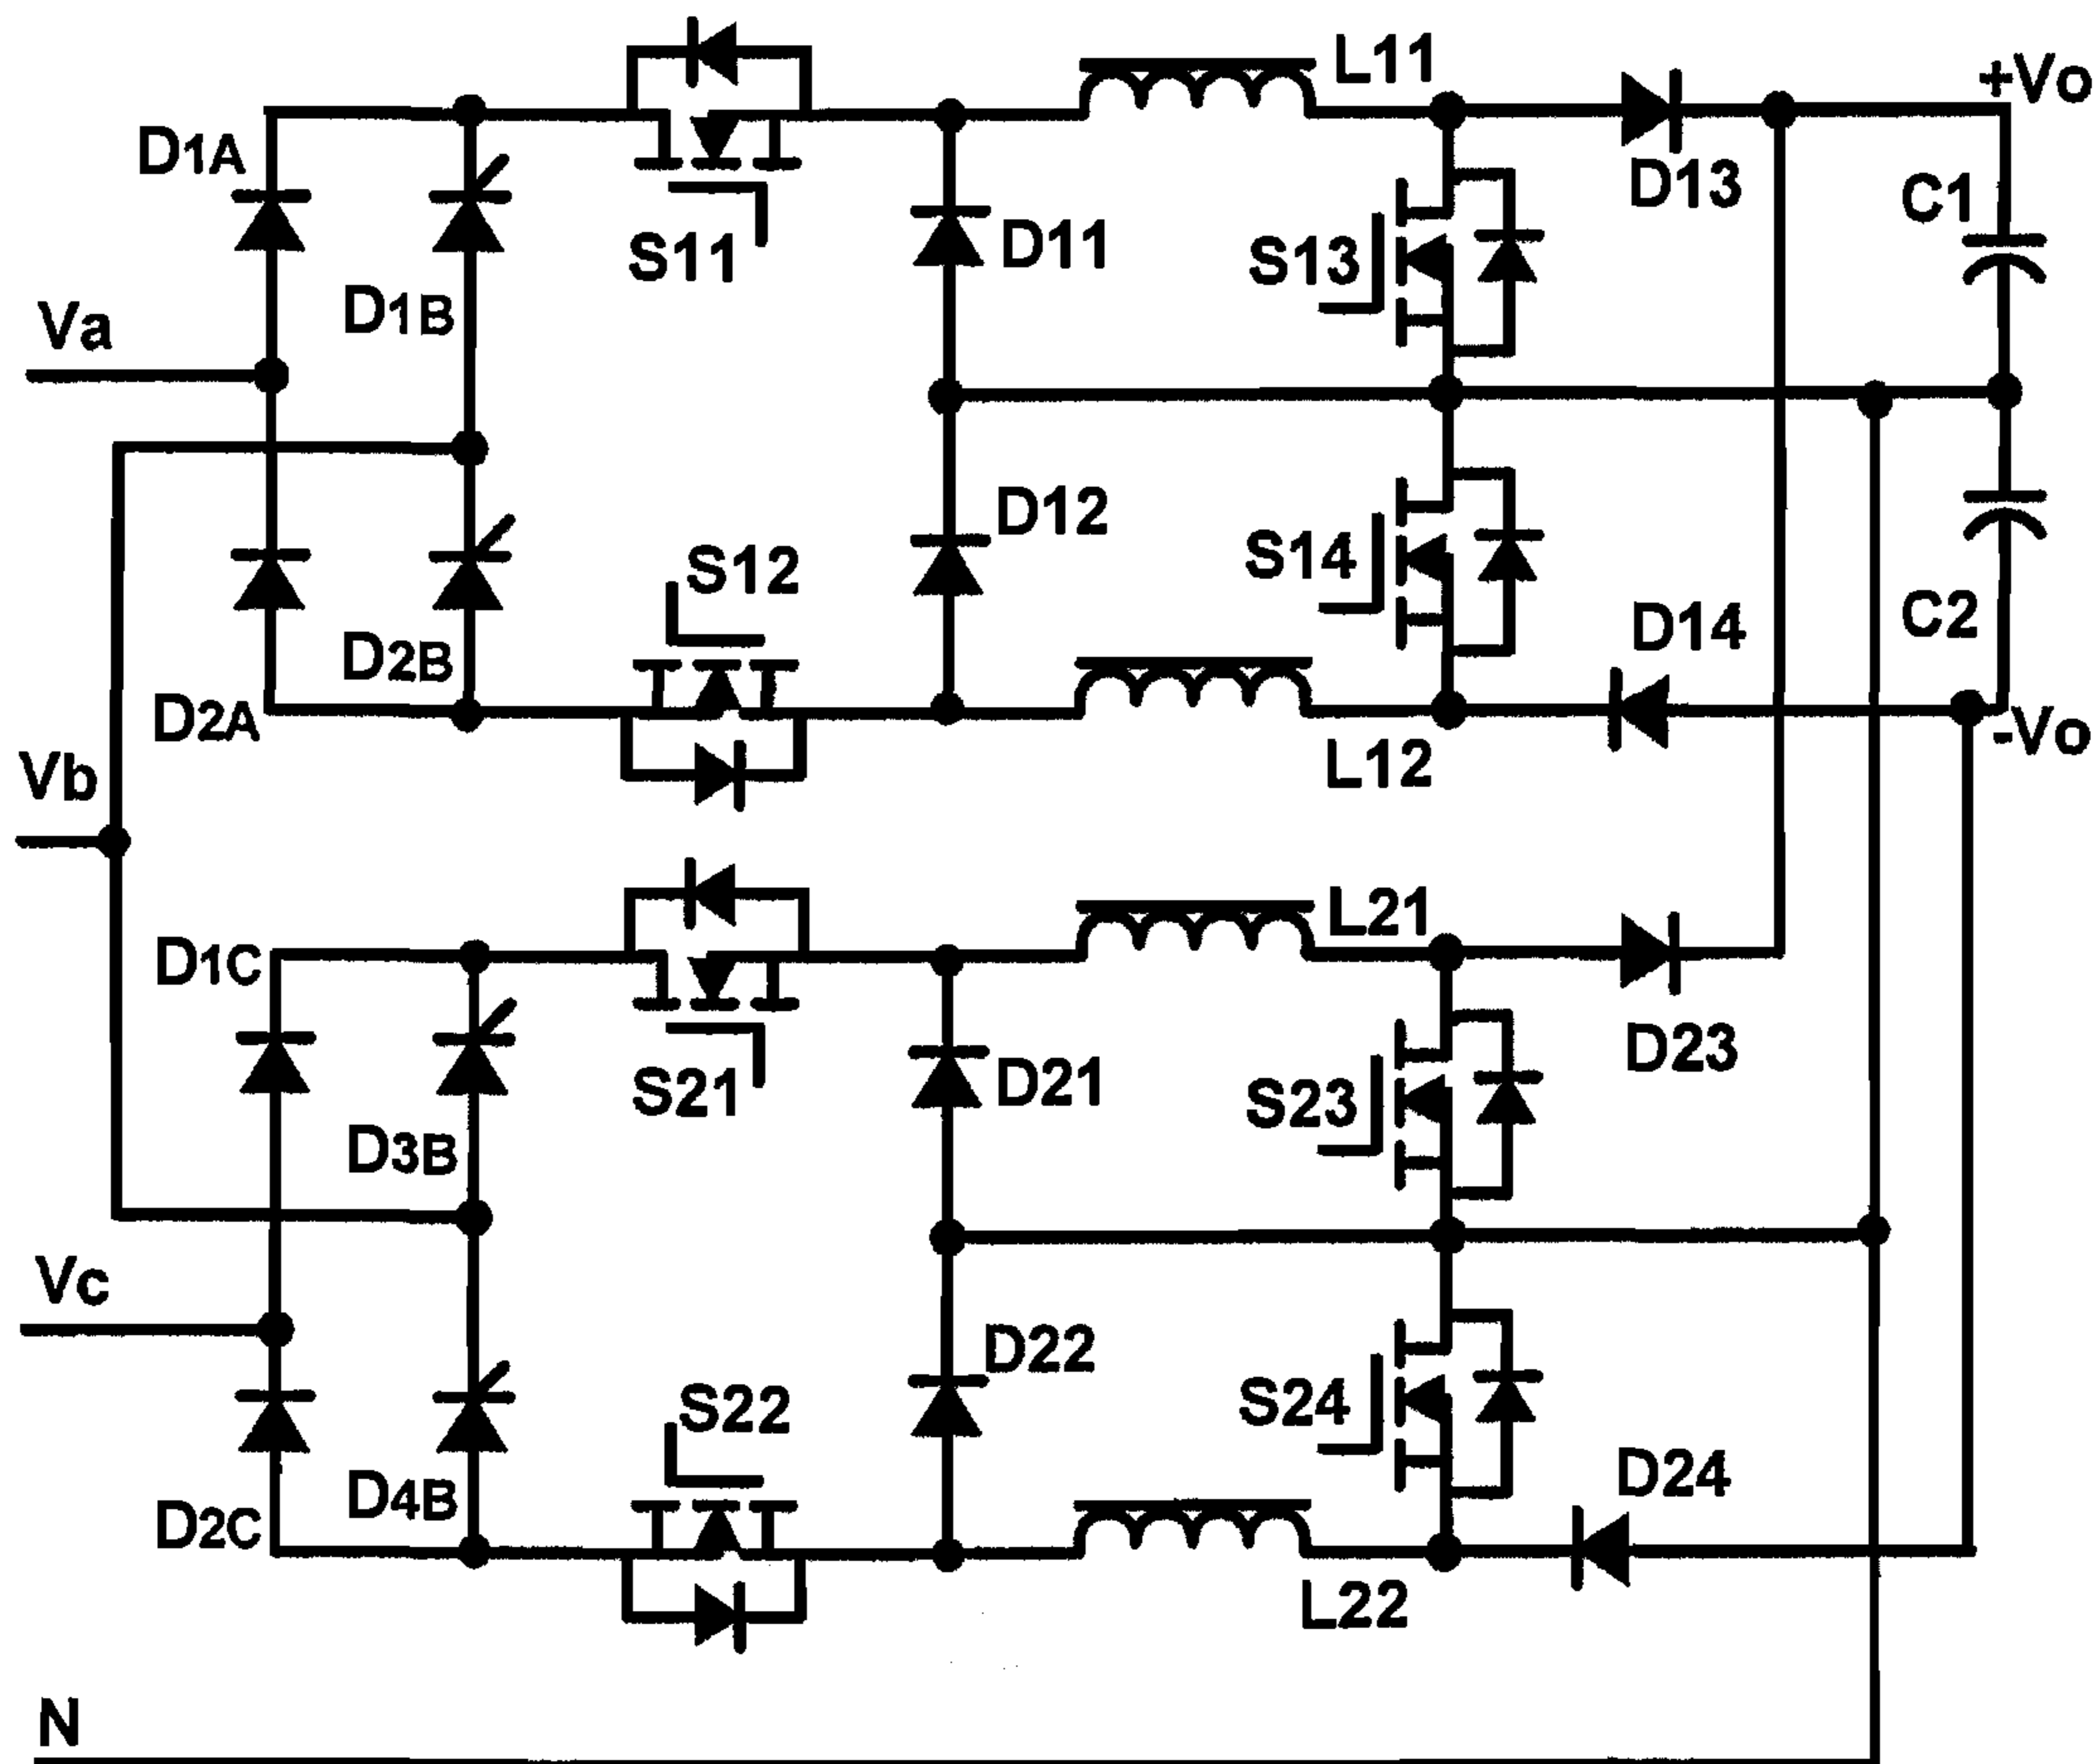 L11
+Vo
D1A
D13
C1
S11
D11
S13
D1B
Va
D12
S14
S12
D14
C2
D2B
D2A
-Vo
L12
Vb
L21
D1C
D23
S21
D21
S23
D3B
Vc
D22
S24
S22
D24
D4B
D2C
L22
N